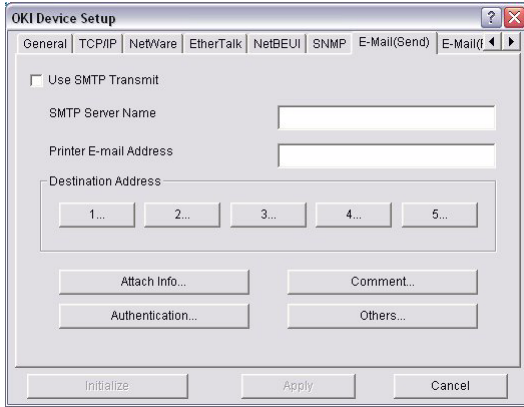 OKI Device Setup
General TCP/IP NetWare EtherTalk NetBEUI SNMP E-Mail(Send)
Use SMTP Transmit
SMTP Server Name
Printer E-mail Address
Destination Address
1... 2... 3... 4... 5...
Attach Info... Comment...
Authentication... Others...
Initialize Apply Cancel